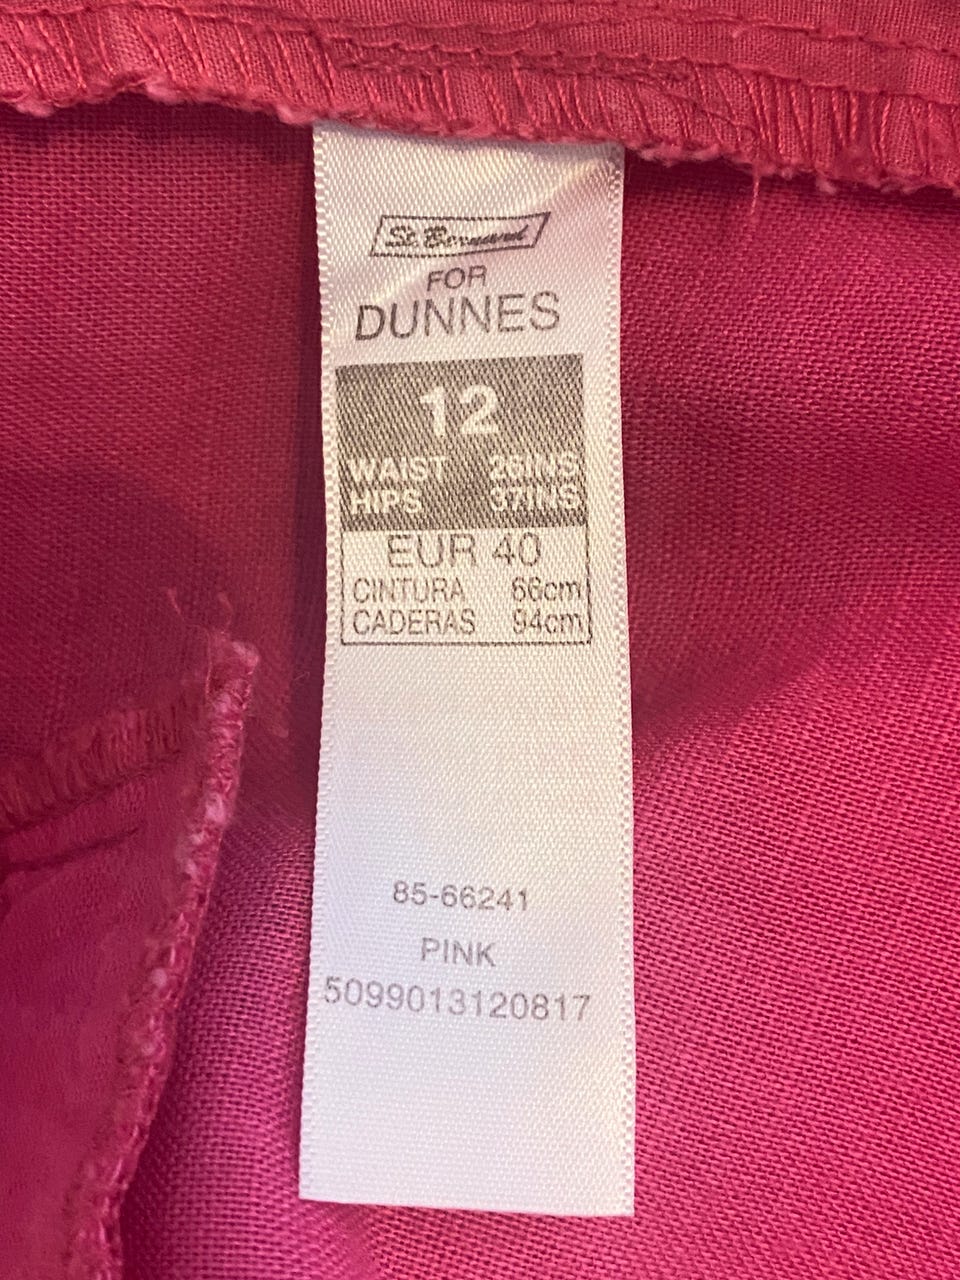 St. Bernard
FOR
DUNNES
12
WAIST 26INS
HIPS 37INS
EUR 40
CINTURA 66cm
CADERAS 94cm
85-66241
PINK
5099013120817